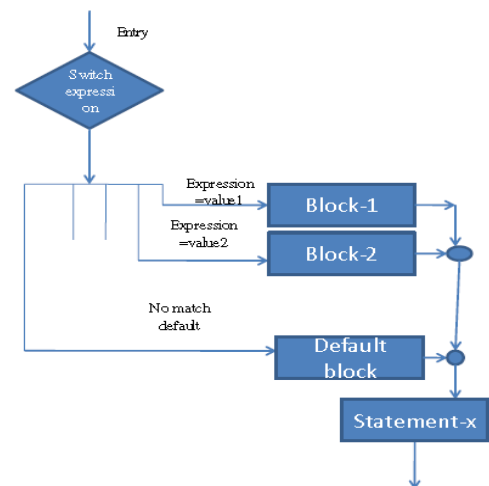 Entry
Switch
expressi
on
Expression
=value1
Block-1
Expression
=value2
Block-2
No match
default
Default
block
Statement-x